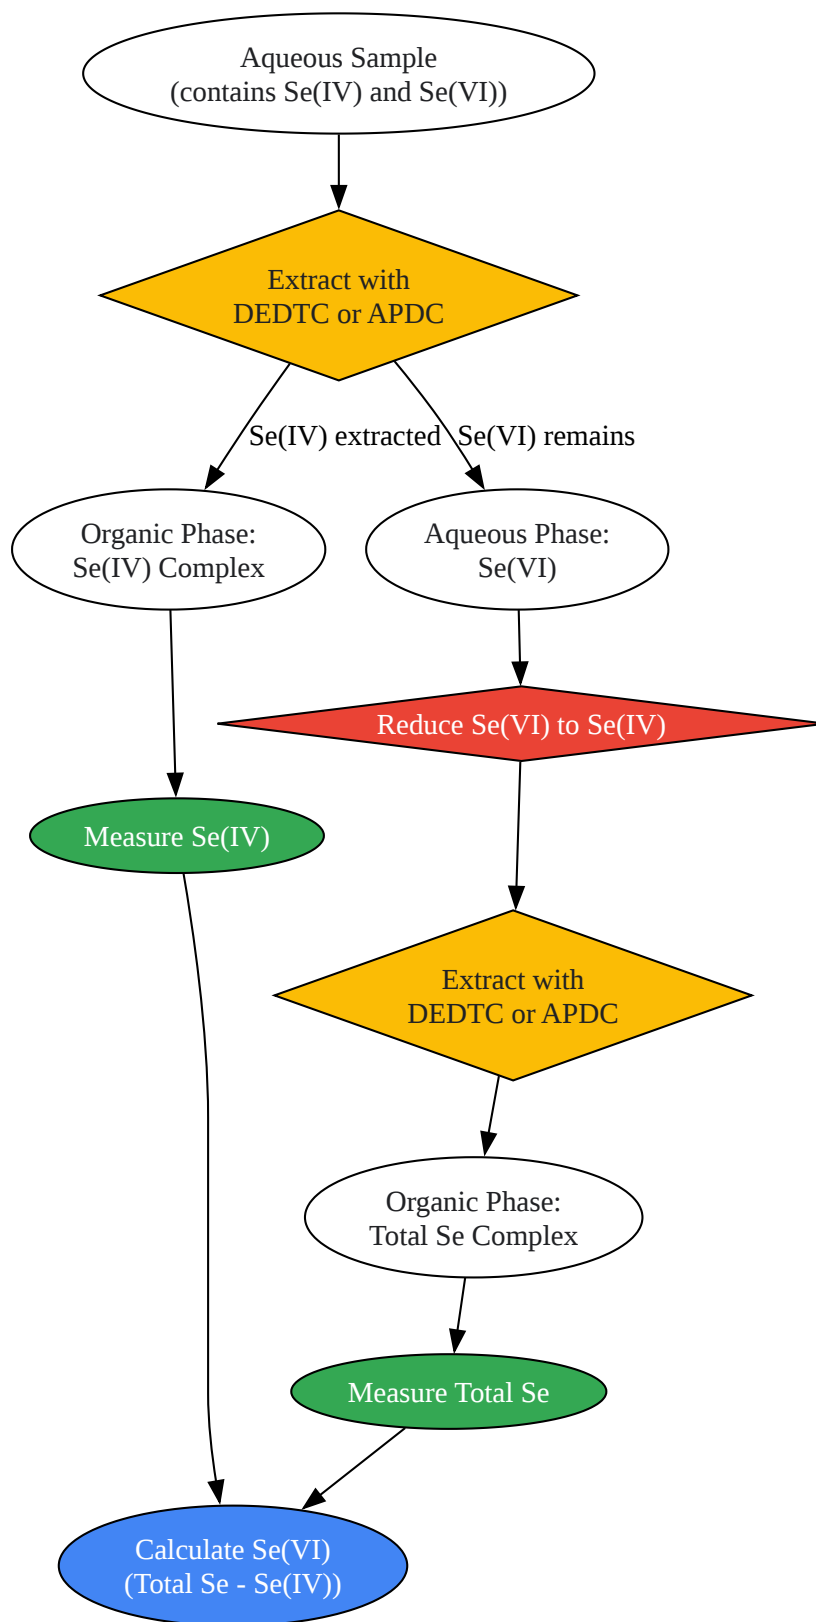 Aqueous Sample
(contains Se(IV) and Se(VI))
Extract with
DEDTC or APDC
Se(IV) extracted
Se(VI) remains
Organic Phase:
Se(IV) Complex
Aqueous Phase:
Se(VI)
Reduce Se(VI) to Se(IV)
Measure Se(IV)
Extract with
DEDTC or APDC
Organic Phase:
Total Se Complex
Measure Total Se
Calculate Se(VI)
(Total Se - Se(IV))